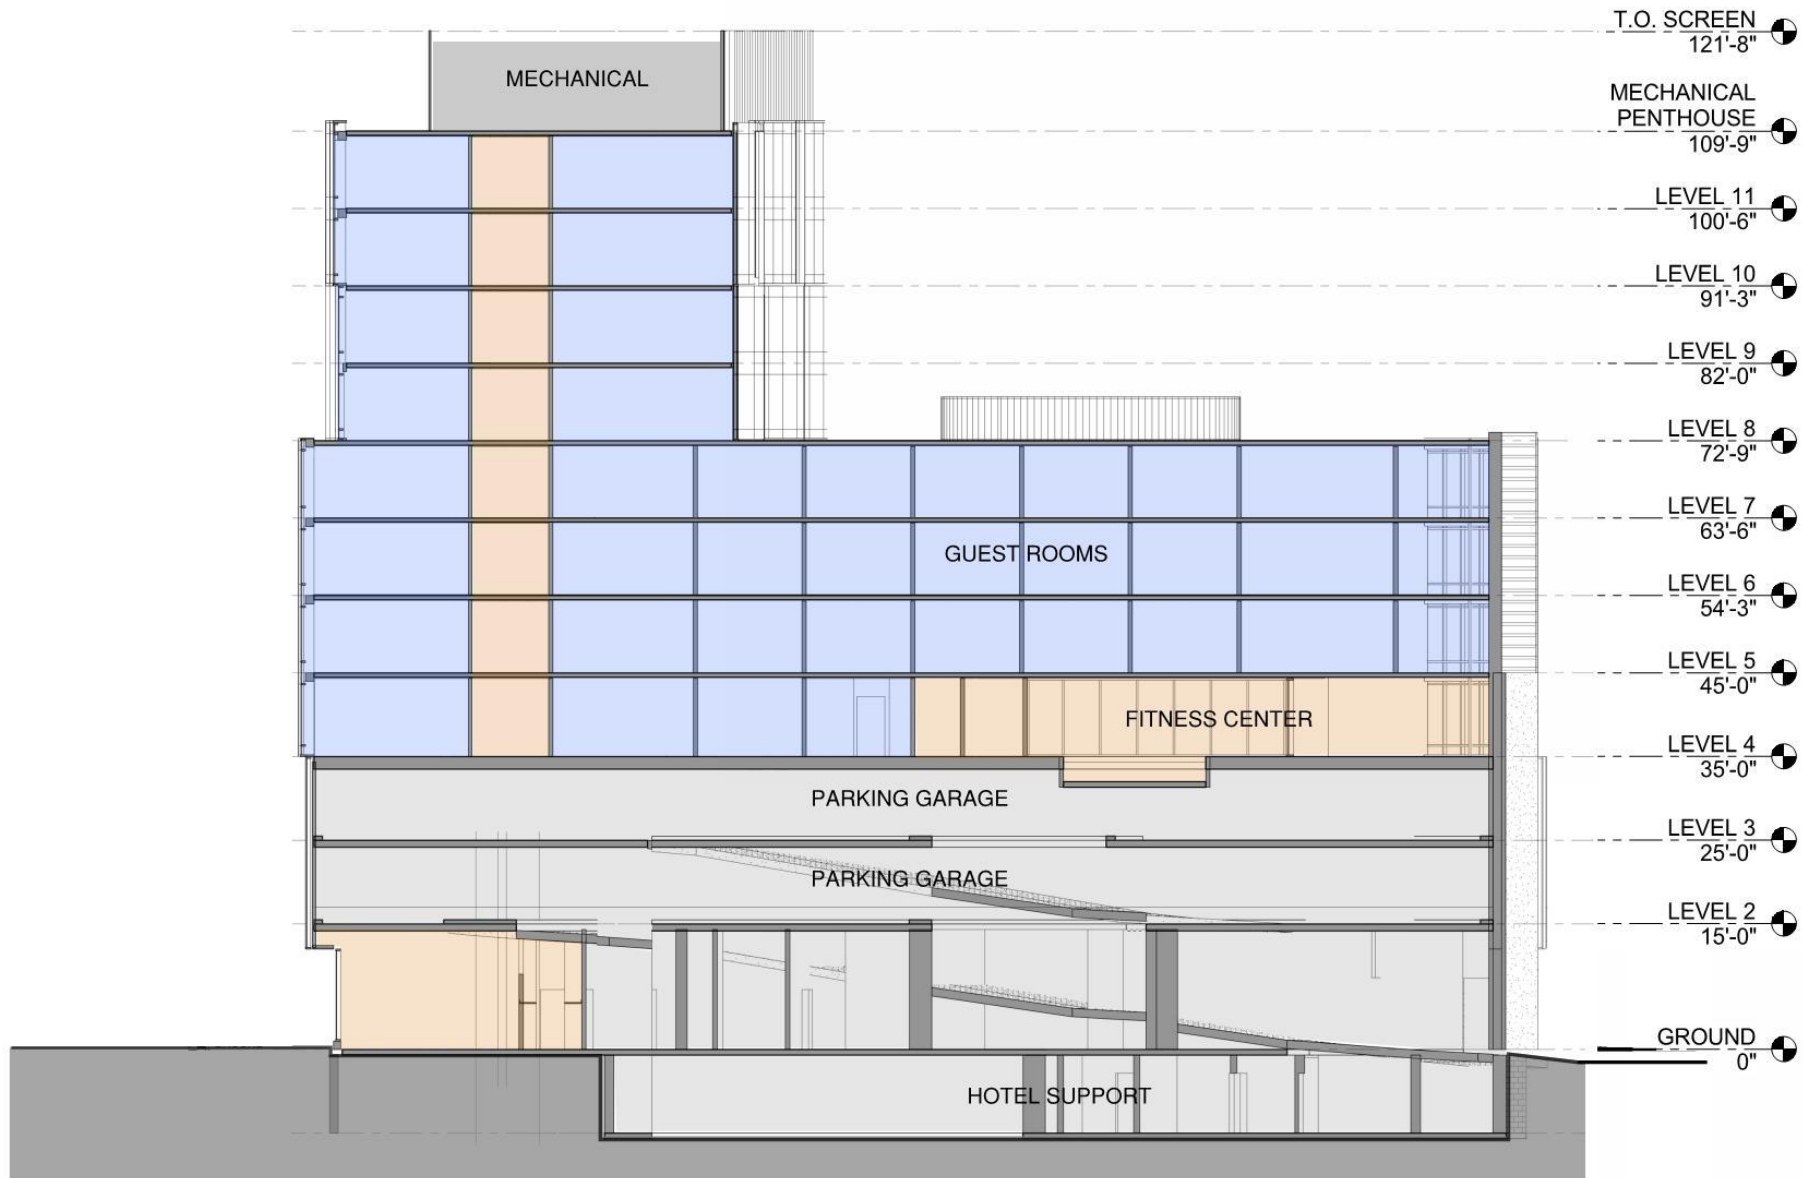 T.O. SCREEN
121'-8"
MECHANICAL
MECHANICAL
PENTHOUSE
109'-9"
LEVEL 11
100'-6"
LEVEL 10
91'-3"
LEVEL 9
82'-0"
LEVEL 8
72'-9"
LEVEL 7
63'-6"
GUEST ROOMS
LEVEL 6
54'-3"
LEVEL 5
45'-0"
FITNESS CENTER
LEVEL 4
35'-0"
PARKING GARAGE
LEVEL 3
25'-0"
PARKING GARAGE
LEVEL 2
15'-0"
GROUND
0"
HOTEL SUPPORT